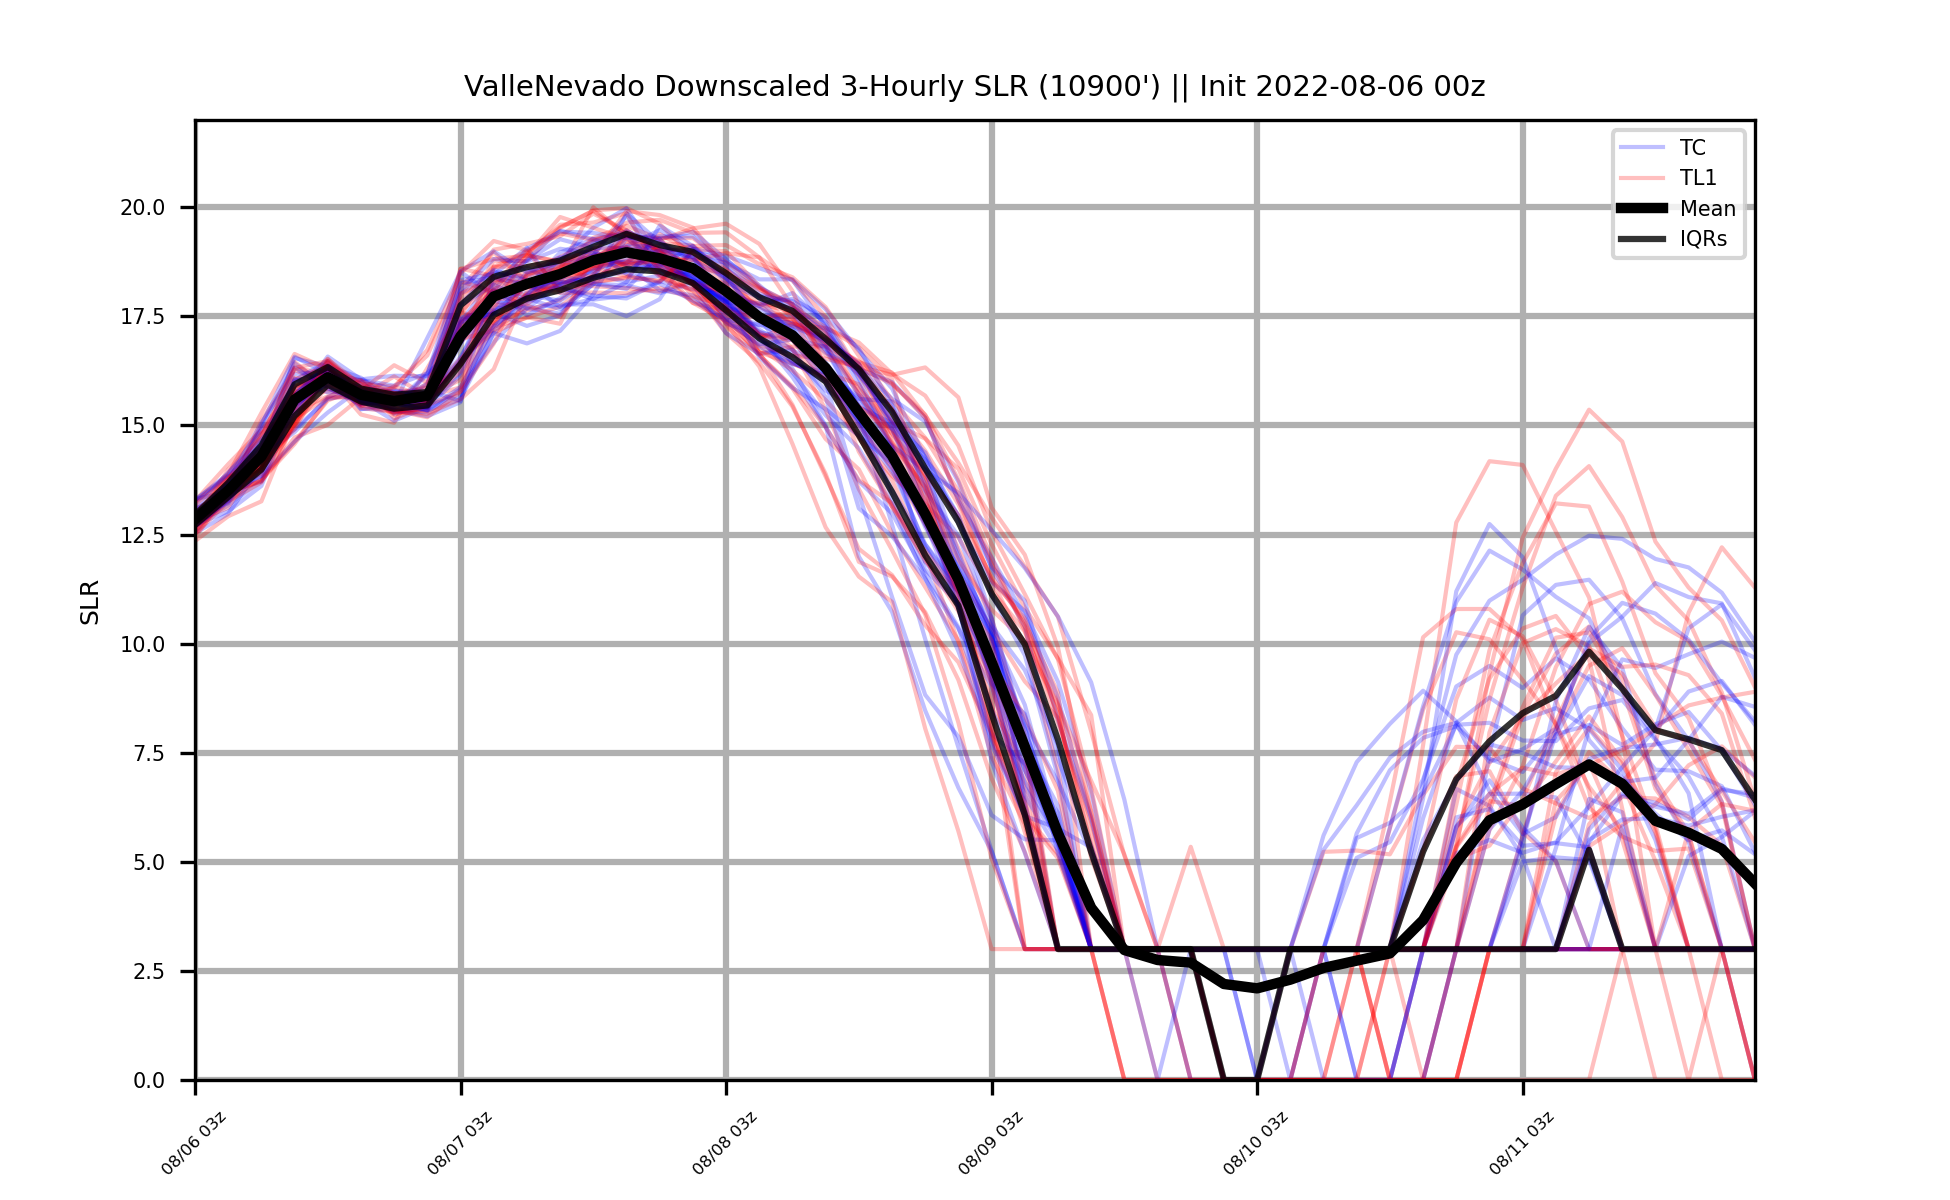 ValleNevado Downscaled 3-Hourly SLR (10900') || Init 2022-08-06 00z
TC
TL1
Mean
IQRs
SLR
20.0
17.5
15.0
12.5
10.0
7.5
5.0
2.5
0.0
08/06 03z
08/07 03z
08/08 03z
08/09 03z
08/10 03z
08/11 03z